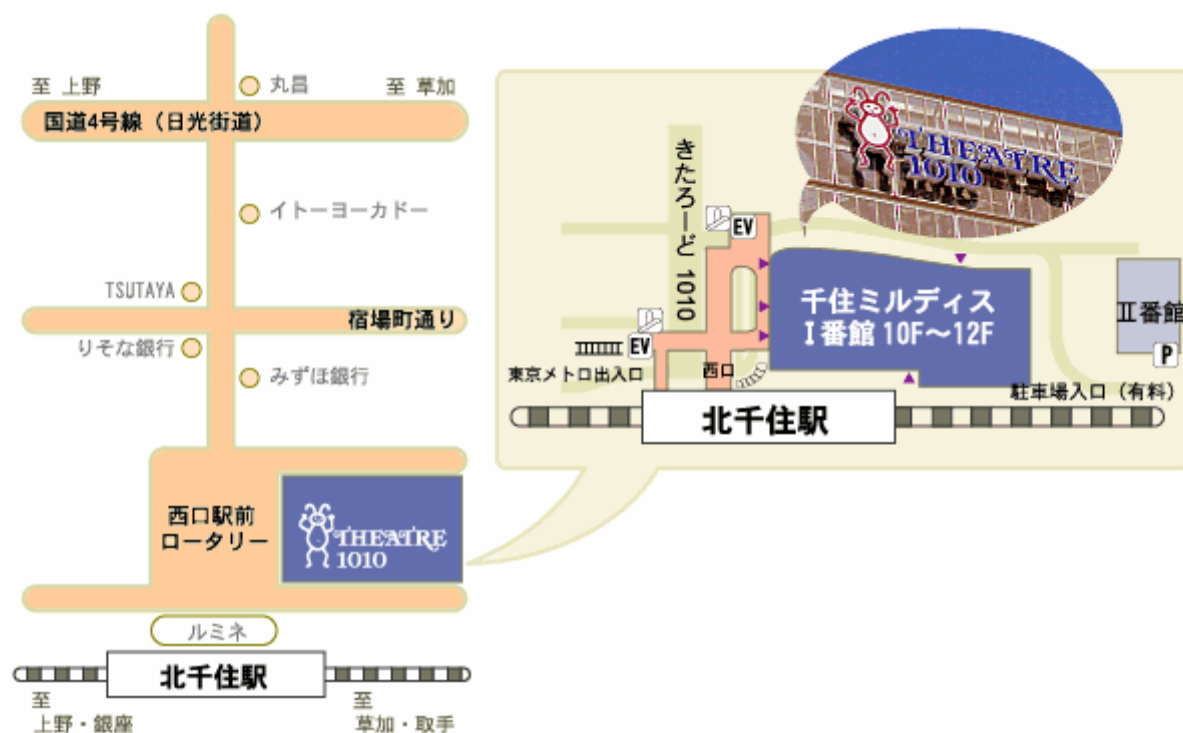 至 上野
丸昌
至 草加
国道4号線（日光街道）
イトーヨーカドー
TSUTAYA
宿場町通り
りそな銀行
みずほ銀行
西口駅前
ロータリー
THEATRE
1010
ルミネ
北千住駅
至
上野・銀座
至
草加・取手
THEATRE
1010
きたろーど 1010
EV
千住ミルディス
I番館 10F～12F
II番館
P
EV
東京メトロ出入口
西口
駐車場入口（有料）
北千住駅